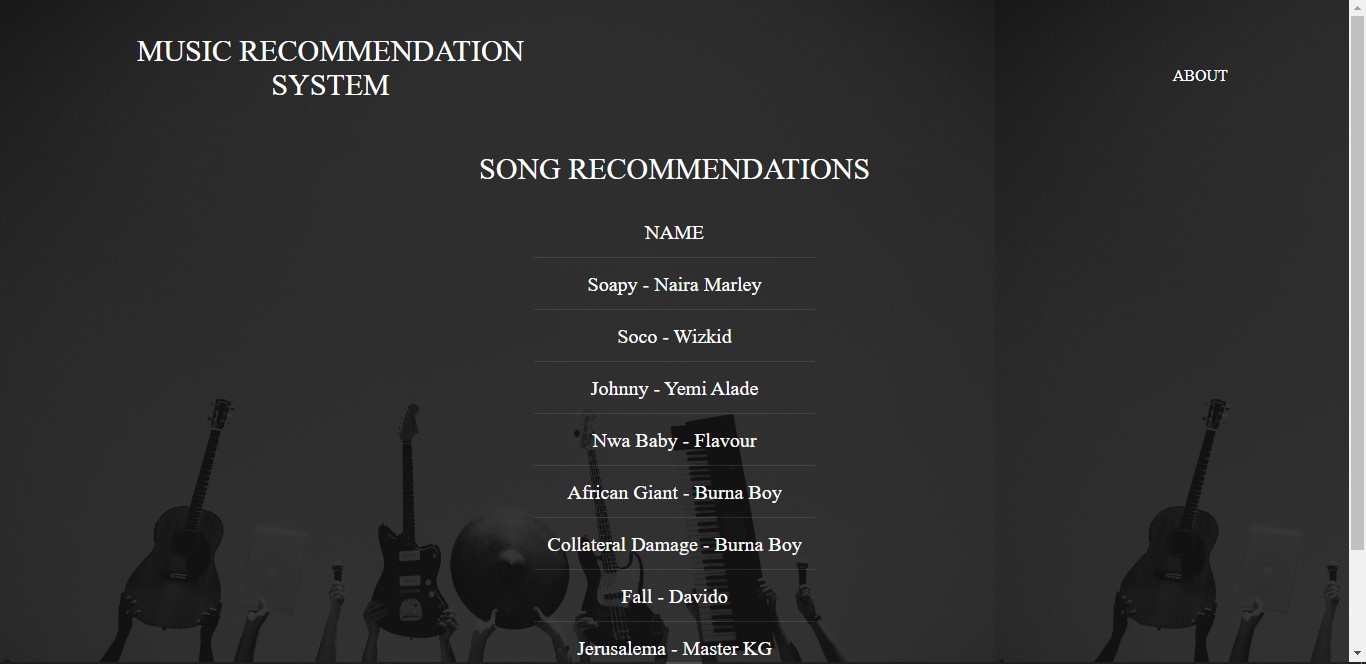 MUSIC RECOMMENDATION
SYSTEM
ABOUT
SONG RECOMMENDATIONS
NAME
Soapy - Naira Marley
Soco - Wizkid
Johnny - Yemi Alade
Nwa Baby - Flavour
African Giant - Burna Boy
Collateral Damage - Burna Boy
Fall - Davido
Jerusalema - Master KG